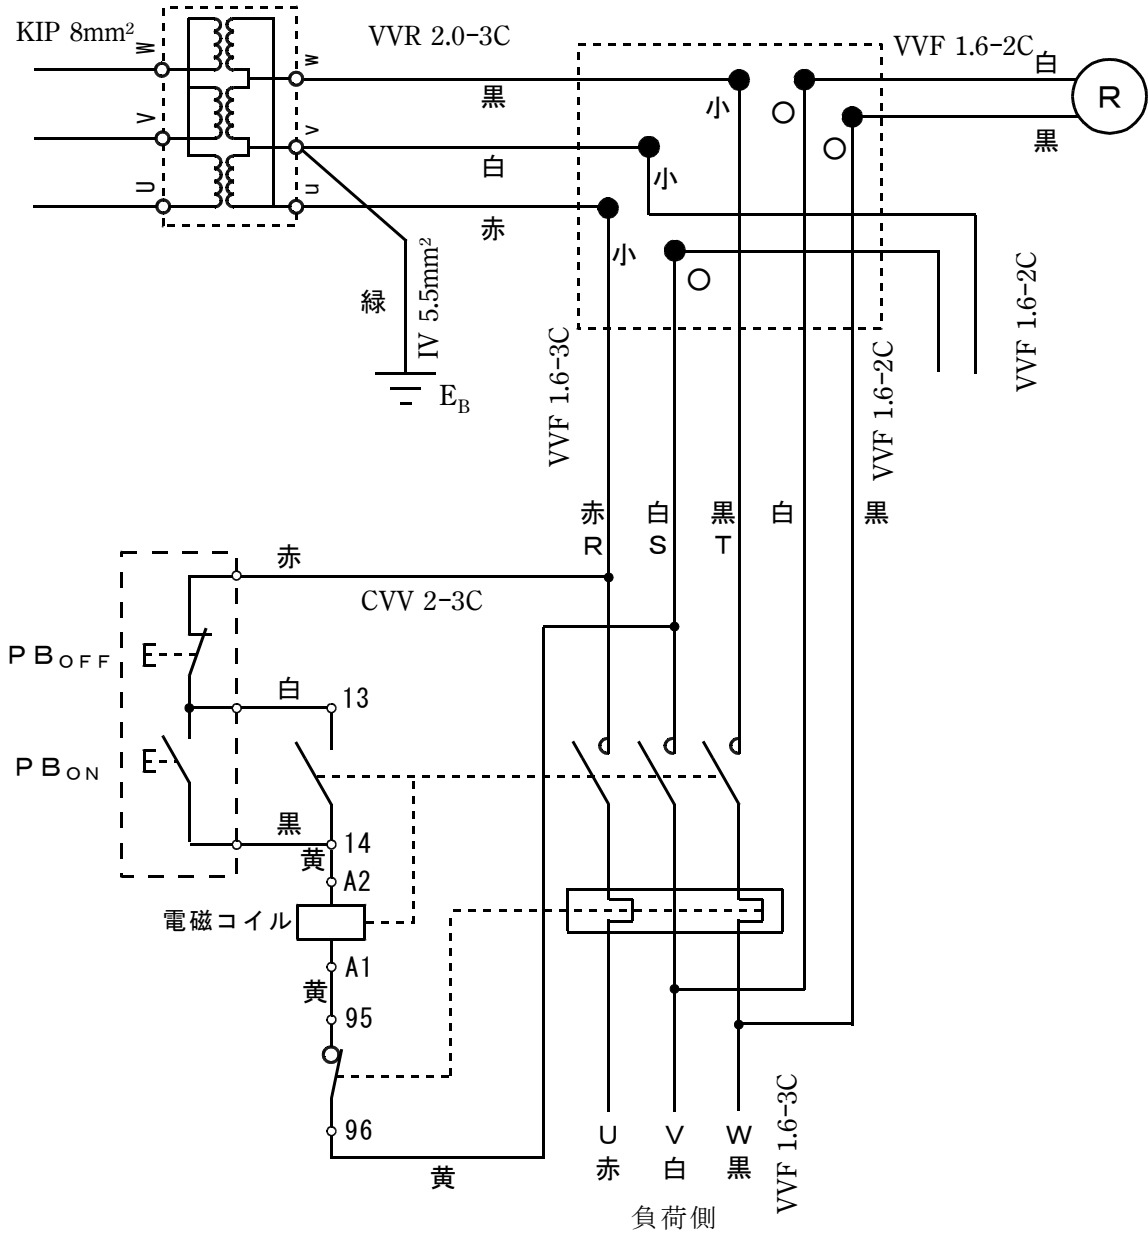 KIP 8mm²
VVR 2.0-3C
VVF 1.6-2C
W
w
白
R
黒
小
○
○
黒
V
v
白
小
U
u
赤
小
○
緑
IV 5.5mm²
E_B
VVF 1.6-2C
VVF 1.6-3C
VVF 1.6-2C
赤 白 黒 白 黒
R S T
赤
CVV 2-3C
PB_OFF
白
13
PB_ON
黒
14
黄
A2
電磁コイル
A1
黄
95
96
黄
U V W
赤 白 黒
VVF 1.6-3C
負荷側